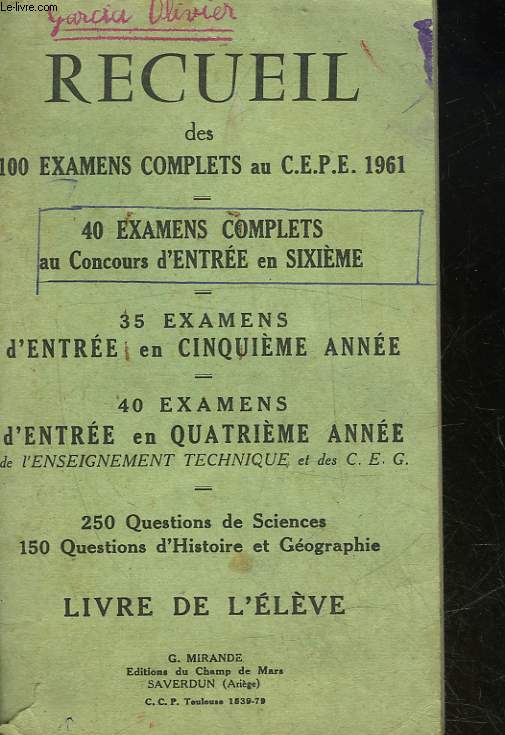 Le-livre.com
Garcia Olivier
RECUEIL
des
100 EXAMENS COMPLETS au C.E.P.E. 1961
40 EXAMENS COMPLETS
au Concours d'ENTRÉE en SIXIÈME
35 EXAMENS
d'ENTRÉE en CINQUIÈME ANNÉE
40 EXAMENS
d'ENTRÉE en QUATRIÈME ANNÉE
de l'ENSEIGNEMENT TECHNIQUE et des C. E. G.
250 Questions de Sciences
150 Questions d'Histoire et Géographie
LIVRE DE L'ÉLÈVE
G. MIRANDE
Editions du Champ de Mars
SAVERDUN (Ariège)
C. C. P. Toulouse 1539-79